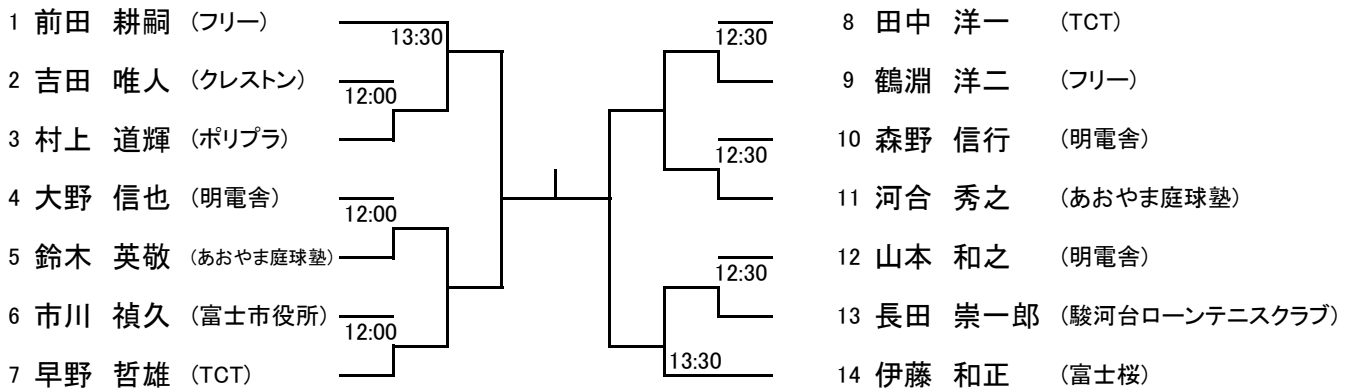 1 前田 耕嗣 (フリー)
13:30
2 吉田 唯人 (クレストン)
12:00
3 村上 道輝 (ポリプラ)
4 大野 信也 (明電舎)
12:00
5 鈴木 英敬 (あおやま庭球塾)
6 市川 禎久 (富士市役所)
12:00
7 早野 哲雄 (TCT)
8 田中 洋一 (TCT)
12:30
9 鶴淵 洋二 (フリー)
10 森野 信行 (明電舎)
12:30
11 河合 秀之 (あおやま庭球塾)
12 山本 和之 (明電舎)
12:30
13 長田 崇一郎 (駿河台ローンテニスクラブ)
13:30
14 伊藤 和正 (富士桜)